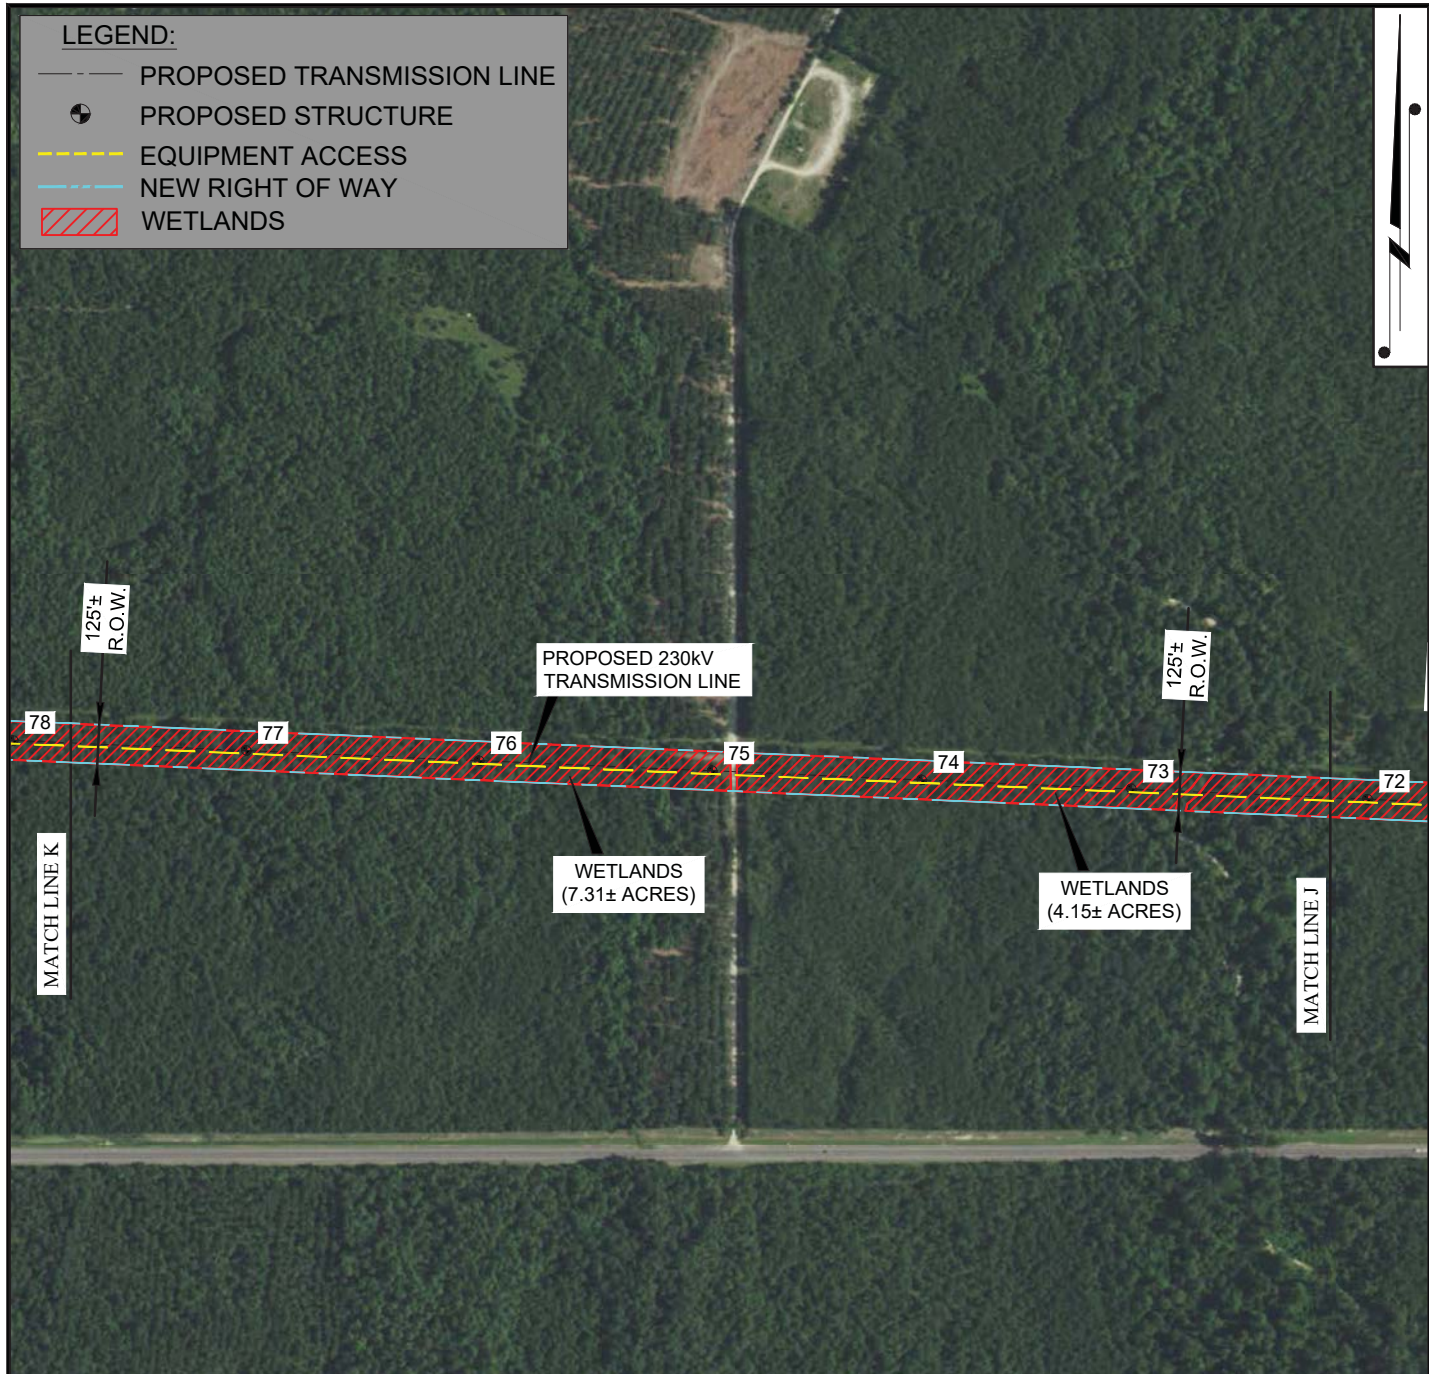 LEGEND:
PROPOSED TRANSMISSION LINE
PROPOSED STRUCTURE
EQUIPMENT ACCESS
NEW RIGHT OF WAY
WETLANDS
125'±
R.O.W.
125'±
R.O.W.
PROPOSED 230kV
TRANSMISSION LINE
78
77
76
75
74
73
72
WETLANDS
(7.31± ACRES)
WETLANDS
(4.15± ACRES)
MATCH LINE K
MATCH LINE J